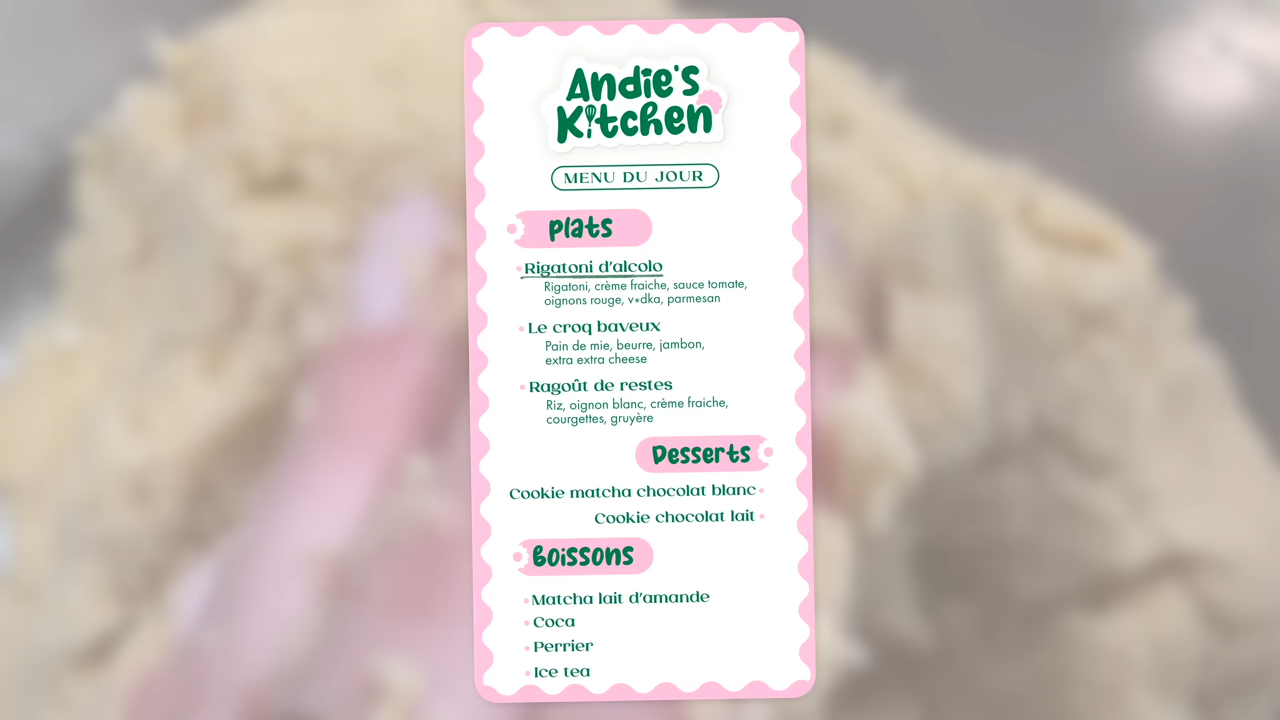 Andie's
Kitchen
MENU DU JOUR
Plats
Rigatoni d'alcolo
Rigatoni, crème fraiche, sauce tomate,
oignons rouge, v*dka, parmesan
Le croq baveux
Pain de mie, beurre, jambon,
extra extra cheese
Ragoût de restes
Riz, oignon blanc, crème fraiche,
courgettes, gruyère
Desserts
Cookie matcha chocolat blanc
Cookie chocolat lait
Boissons
Matcha lait d'amande
Coca
Perrier
Ice tea